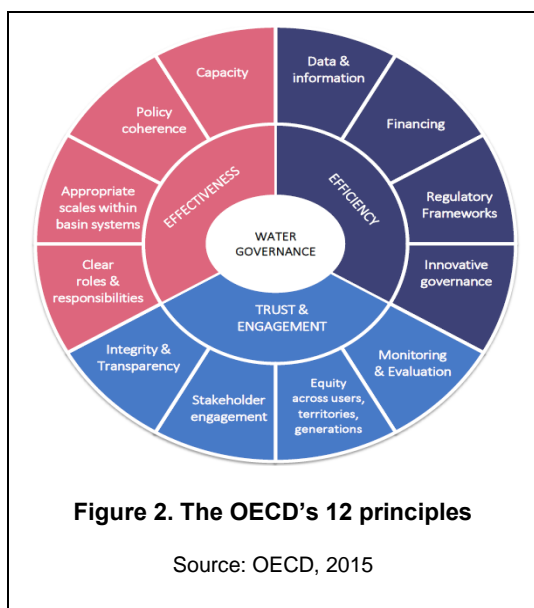 Capacity
Policy
coherence
Appropriate
scales within
basin systems
Clear
roles &
responsibilities
EFFECTIVENESS
Data &
information
Financing
Regulatory
Frameworks
Innovative
governance
EFFICIENCY
WATER
GOVERNANCE
TRUST &
ENGAGEMENT
Integrity &
Transparency
Stakeholder
engagement
Equity
across users,
territories,
generations
Monitoring
& Evaluation
Figure 2. The OECD's 12 principles
Source: OECD, 2015